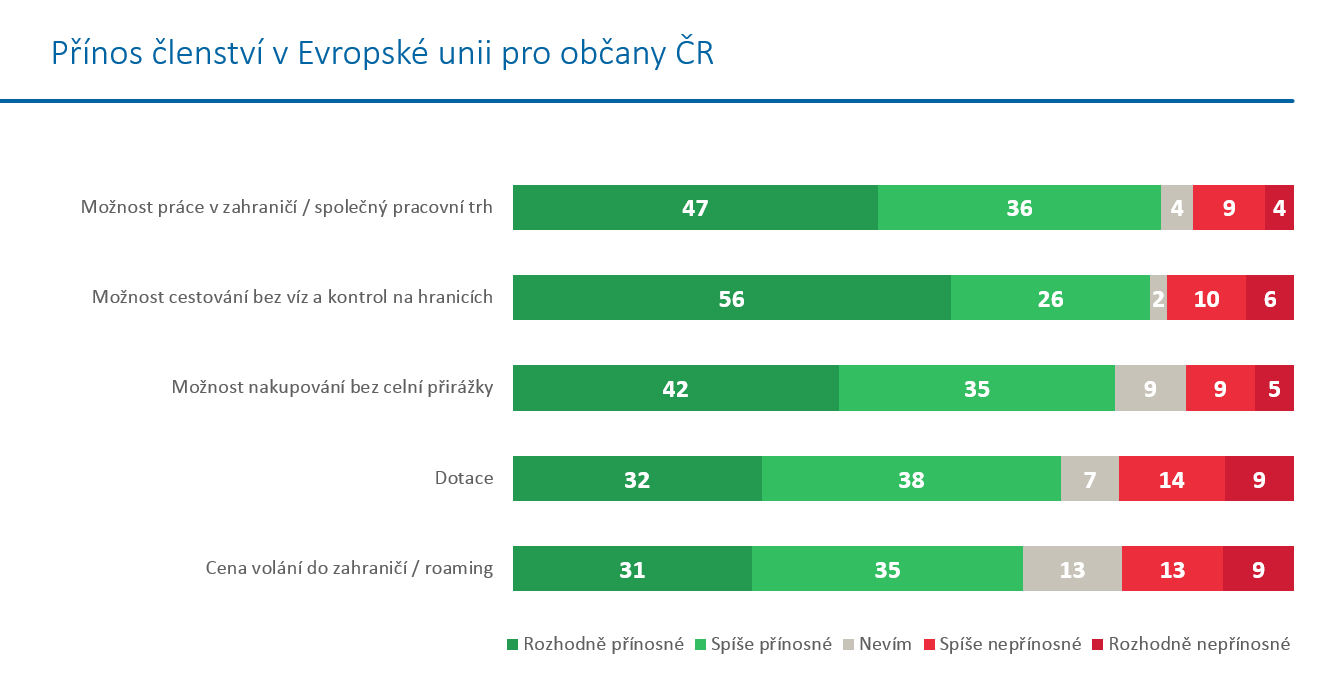 Přínos členství v Evropské unii pro občany ČR
Možnost práce v zahraničí / společný pracovní trh 47 36 4 9 4
Možnost cestování bez víz a kontrol na hranicích 56 26 2 10 6
Možnost nakupování bez celní přirážky 42 35 9 9 5
Dotace 32 38 7 14 9
Cena volání do zahraničí / roaming 31 35 13 13 9
Rozhodně přínosné Spíše přínosné Nevím Spíše nepřínosné Rozhodně nepřínosné